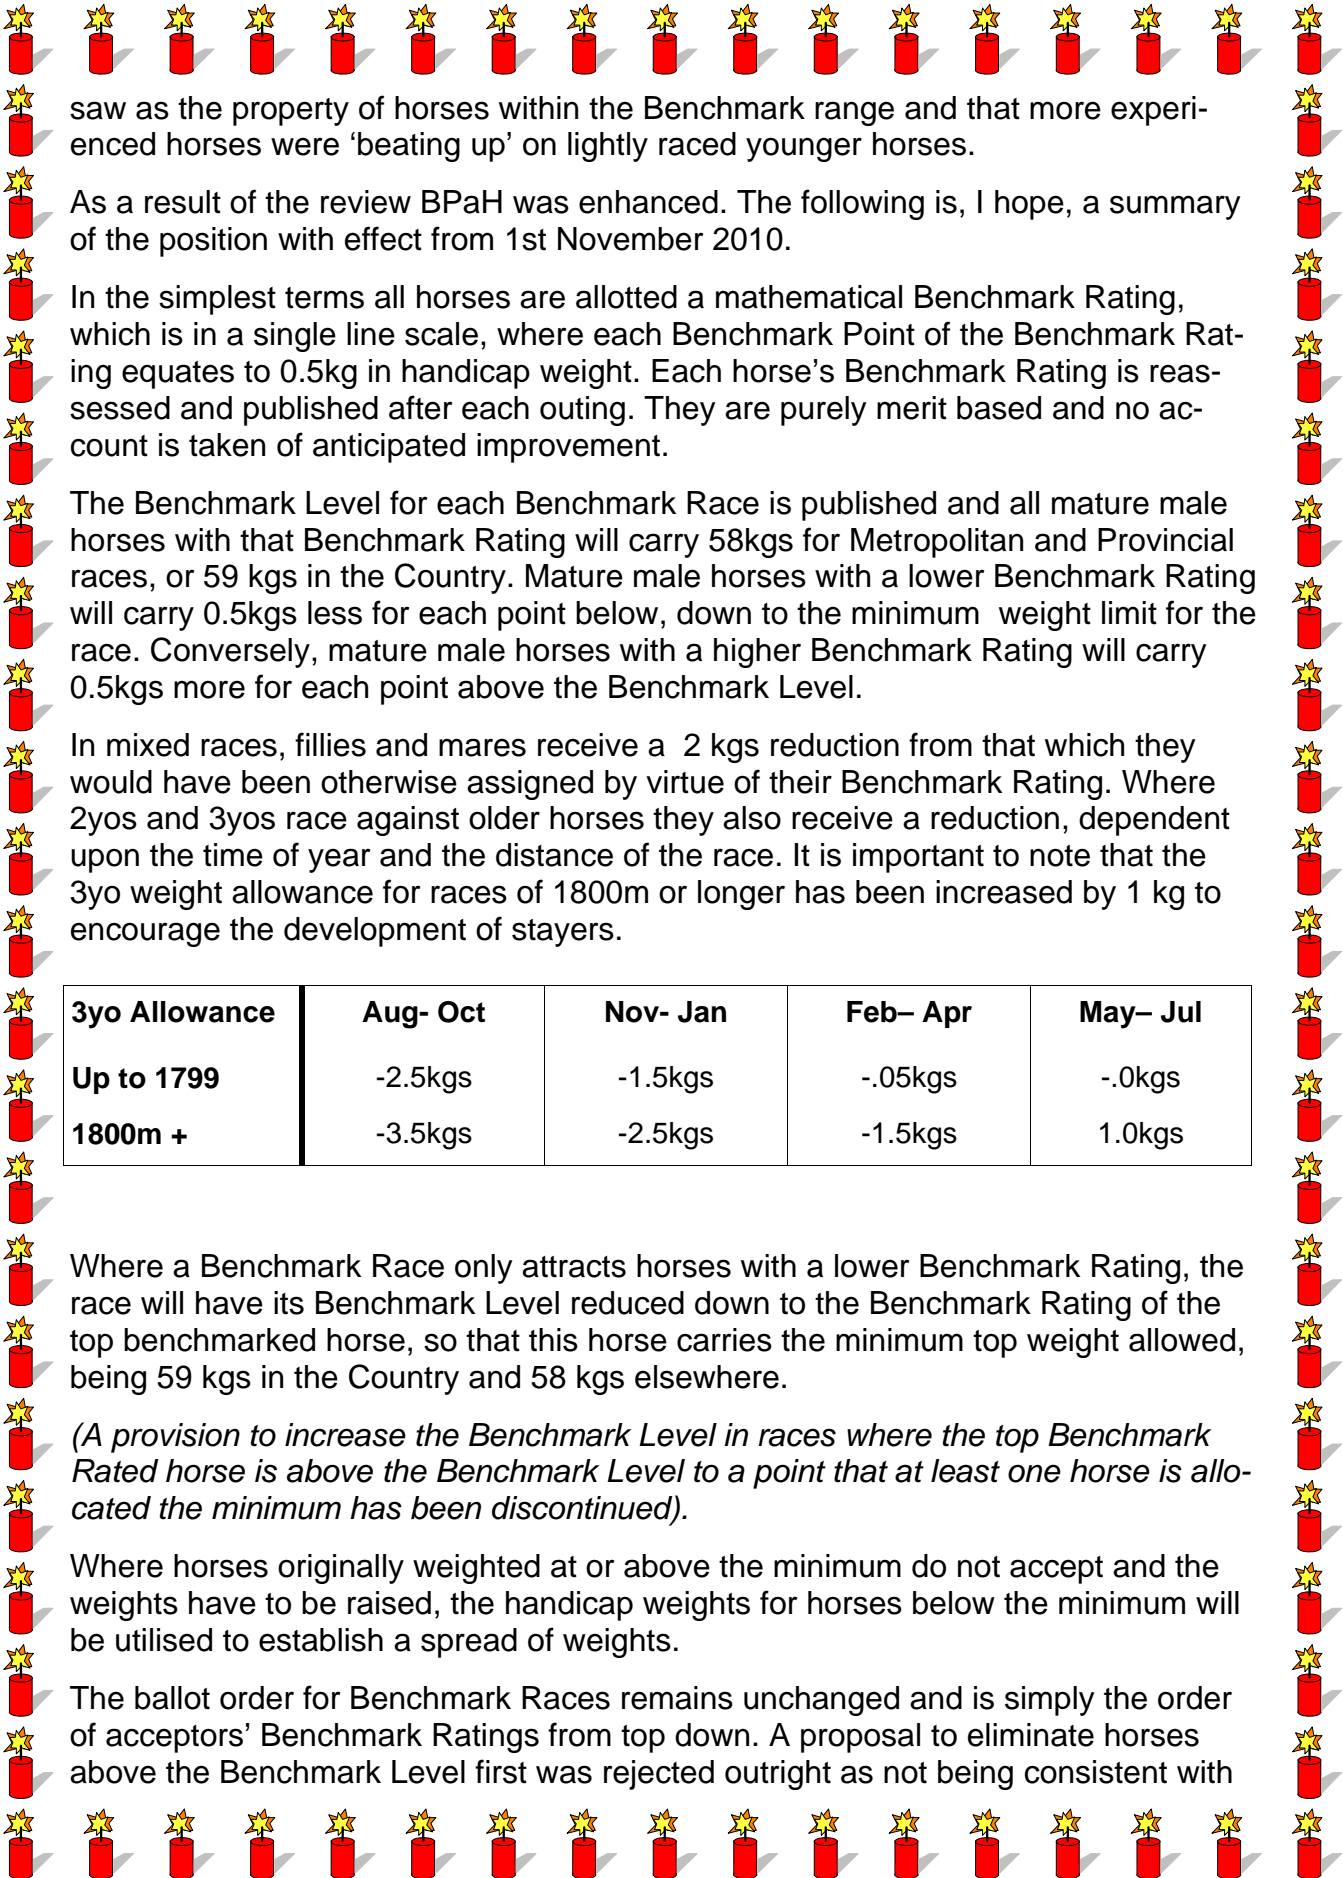 saw as the property of horses within the Benchmark range and that more experi-
enced horses were ‘beating up’ on lightly raced younger horses.
As a result of the review BPaH was enhanced. The following is, I hope, a summary
of the position with effect from 1st November 2010.
In the simplest terms all horses are allotted a mathematical Benchmark Rating,
which is in a single line scale, where each Benchmark Point of the Benchmark Rat-
ing equates to 0.5kg in handicap weight. Each horse’s Benchmark Rating is reas-
sessed and published after each outing. They are purely merit based and no ac-
count is taken of anticipated improvement.
The Benchmark Level for each Benchmark Race is published and all mature male
horses with that Benchmark Rating will carry 58kgs for Metropolitan and Provincial
races, or 59 kgs in the Country. Mature male horses with a lower Benchmark Rating
will carry 0.5kgs less for each point below, down to the minimum  weight limit for the
race. Conversely, mature male horses with a higher Benchmark Rating will carry
0.5kgs more for each point above the Benchmark Level.
In mixed races, fillies and mares receive a  2 kgs reduction from that which they
would have been otherwise assigned by virtue of their Benchmark Rating. Where
2yos and 3yos race against older horses they also receive a reduction, dependent
upon the time of year and the distance of the race. It is important to note that the
3yo weight allowance for races of 1800m or longer has been increased by 1 kg to
encourage the development of stayers.
3yo Allowance Aug- Oct Nov- Jan Feb– Apr May– Jul
Up to 1799 -2.5kgs -1.5kgs -.05kgs -.0kgs
1800m + -3.5kgs -2.5kgs -1.5kgs 1.0kgs
Where a Benchmark Race only attracts horses with a lower Benchmark Rating, the
race will have its Benchmark Level reduced down to the Benchmark Rating of the
top benchmarked horse, so that this horse carries the minimum top weight allowed,
being 59 kgs in the Country and 58 kgs elsewhere.
(A provision to increase the Benchmark Level in races where the top Benchmark
Rated horse is above the Benchmark Level to a point that at least one horse is allo-
cated the minimum has been discontinued).
Where horses originally weighted at or above the minimum do not accept and the
weights have to be raised, the handicap weights for horses below the minimum will
be utilised to establish a spread of weights.
The ballot order for Benchmark Races remains unchanged and is simply the order
of acceptors’ Benchmark Ratings from top down. A proposal to eliminate horses
above the Benchmark Level first was rejected outright as not being consistent with